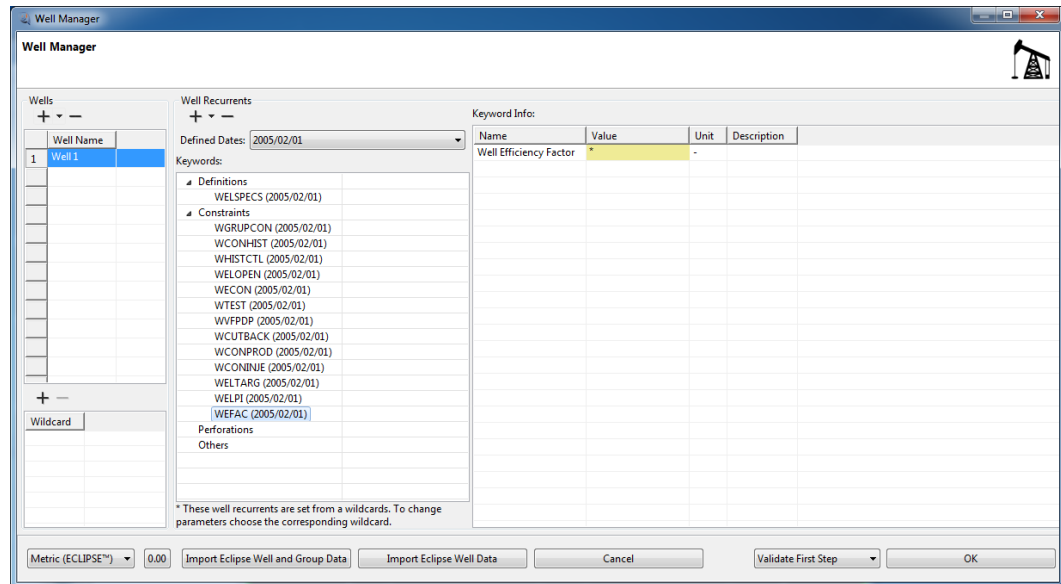 Well Manager
Well Manager
Wells
Well Name
1 Well 1
Wildcard
Well Recurrents
Defined Dates: 2005/02/01
Keywords:
Definitions
WELSPECS (2005/02/01)
Constraints
WGRUPCON (2005/02/01)
WCONHIST (2005/02/01)
WHISTCTL (2005/02/01)
WELOPEN (2005/02/01)
WECON (2005/02/01)
WTEST (2005/02/01)
WVFPDP (2005/02/01)
WCUTBACK (2005/02/01)
WCONPROD (2005/02/01)
WCONINJE (2005/02/01)
WELTARG (2005/02/01)
WELPI (2005/02/01)
WEFAC (2005/02/01)
Perforations
Others
* These well recurrents are set from a wildcards. To change
parameters choose the corresponding wildcard.
Keyword Info:
Name Value Unit Description
Well Efficiency Factor * -
Metric (ECLIPSE™) 0.00 Import Eclipse Well and Group Data Import Eclipse Well Data Cancel Validate First Step OK